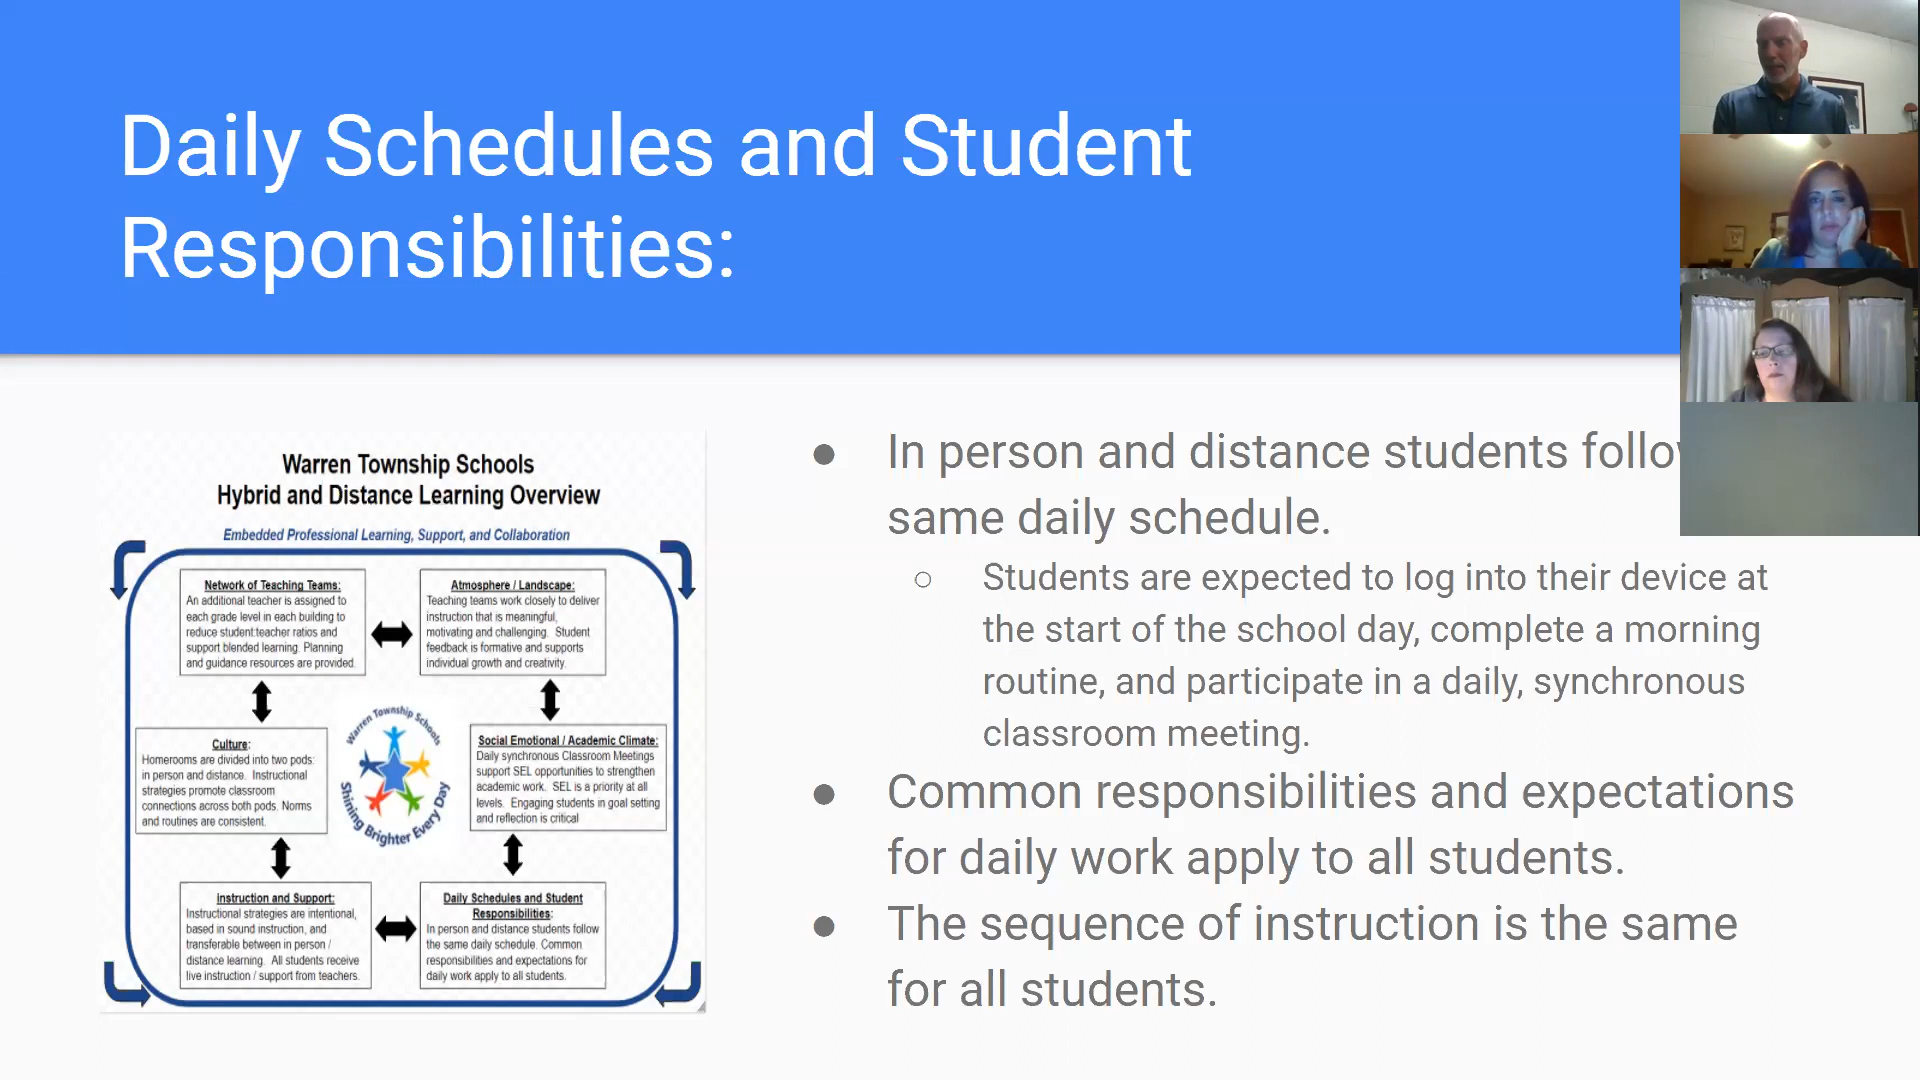 Daily Schedules and Student
Responsibilities:
Warren Township Schools
Hybrid and Distance Learning Overview
Embedded Professional Learning, Support, and Collaboration
Network of Teaching Teams:
An additional teacher is assigned to
each grade level in each building to
reduce student:teacher ratios and
support blended learning. Planning
and guidance resources are provided.
Atmosphere / Landscape:
Teaching teams work closely to deliver
instruction that is meaningful,
motivating and challenging. Student
feedback is formative and supports
individual growth and creativity.
Culture:
Homerooms are divided into two pods:
in person and distance. Instructional
strategies promote classroom
connections across both pods. Norms
and routines are consistent.
Warren Township Schools
Shining Brighter Every Day
Social Emotional / Academic Climate:
Daily synchronous Classroom Meetings
support SEL opportunities to strengthen
academic work. SEL is a priority at all
levels. Engaging students in goal setting
and reflection is critical
Instruction and Support:
Instructional strategies are intentional,
based in sound instruction, and
transferable between in person /
distance learning. All students receive
live instruction / support from teachers.
Daily Schedules and Student
Responsibilities:
In person and distance students follow
the same daily schedule. Common
responsibilities and expectations for
daily work apply to all students.
● In person and distance students
same daily schedule.
○ Students are expected to log into their device at
the start of the school day, complete a morning
routine, and participate in a daily, synchronous
classroom meeting.
● Common responsibilities and expectations
for daily work apply to all students.
● The sequence of instruction is the same
for all students.